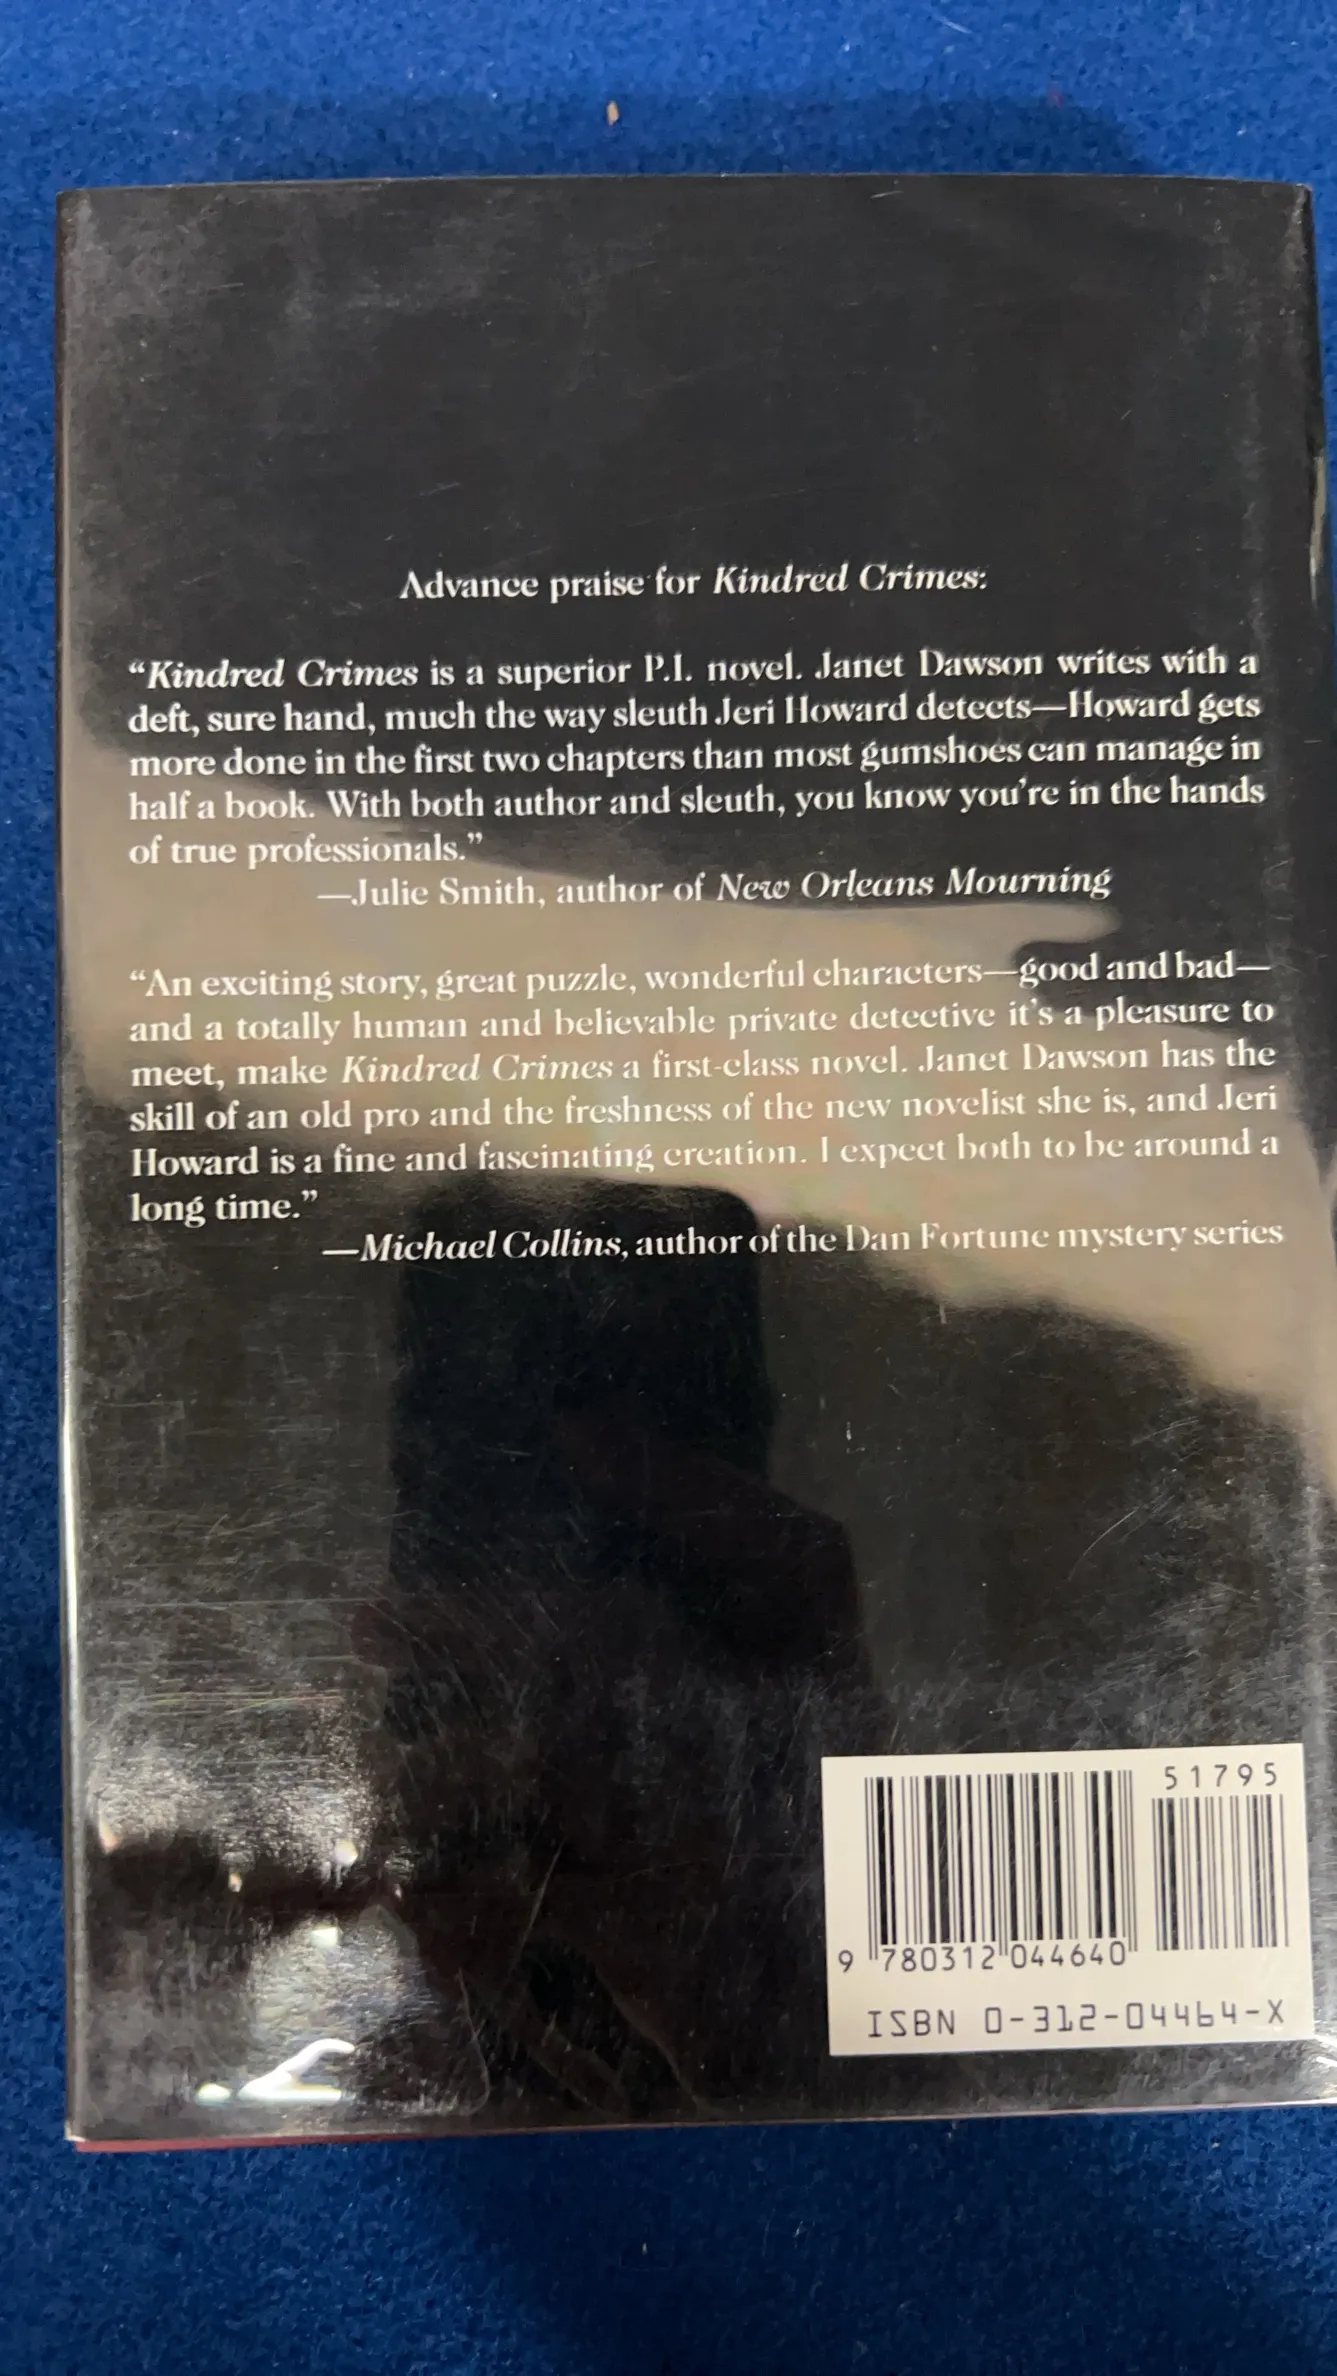 Advance praise for Kindred Crimes:
“Kindred Crimes is a superior P.I. novel. Janet Dawson writes with a
deft, sure hand, much the way sleuth Jeri Howard detects—Howard gets
more done in the first two chapters than most gumshoes can manage in
half a book. With both author and sleuth, you know you’re in the hands
of true professionals.”
—Julie Smith, author of New Orleans Mourning
“An exciting story, great puzzle, wonderful characters—good and bad—
and a totally human and believable private detective it’s a pleasure to
meet, make Kindred Crimes a first-class novel. Janet Dawson has the
skill of an old pro and the freshness of the new novelist she is, and Jeri
Howard is a fine and fascinating creation. I expect both to be around a
long time.”
—Michael Collins, author of the Dan Fortune mystery series
51795
9 780312 044640
ISBN 0-312-04464-X